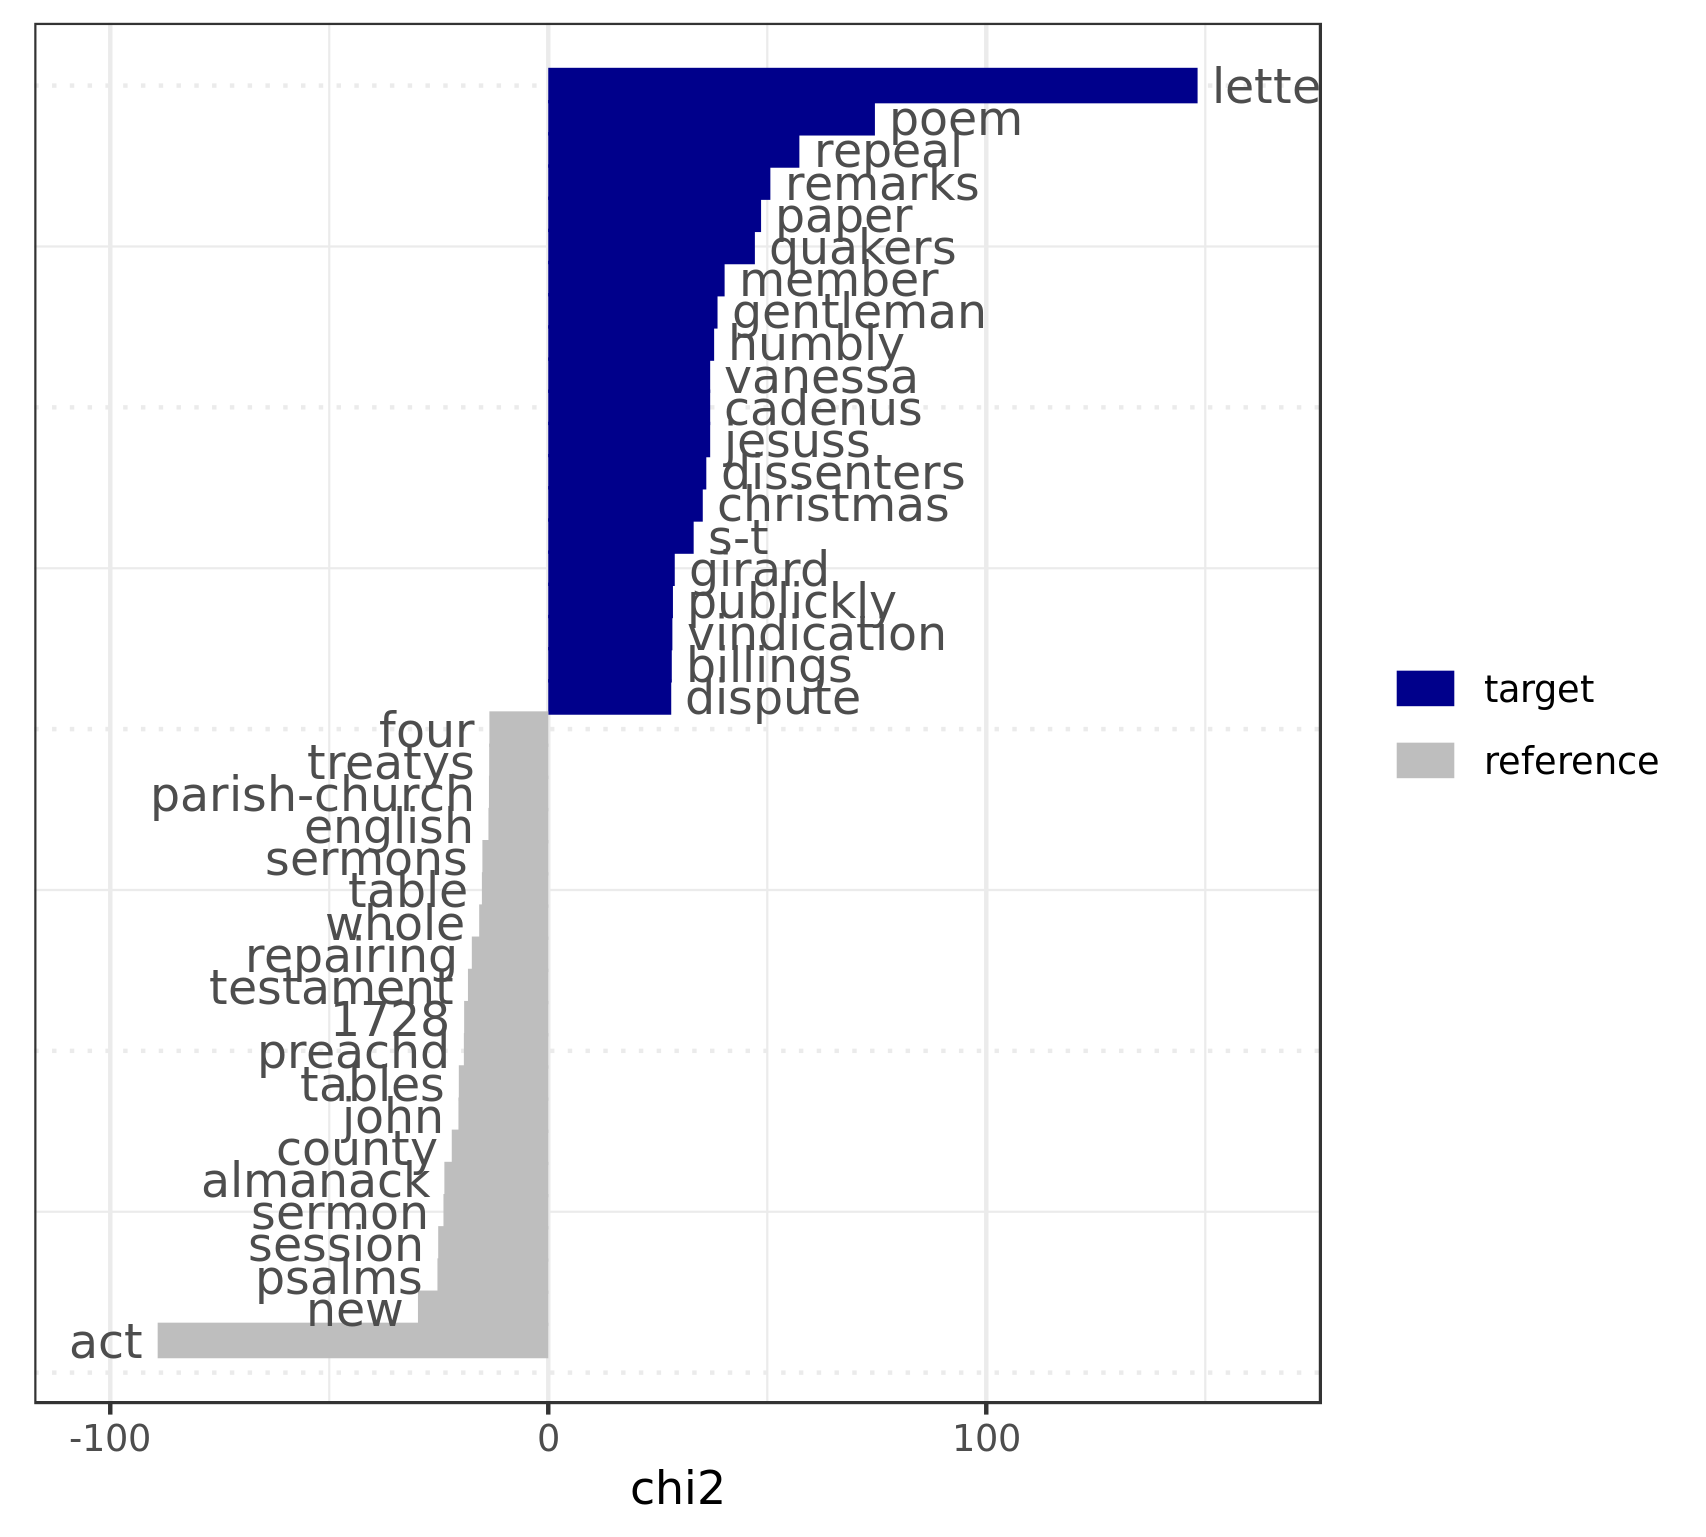 lette
poem
repeal
remarks
paper
quakers
member
gentleman
humbly
vanessa
cadenus
jesuss
dissenters
christmas
s-t
girard
publickly
vindication
billings
dispute
four
treatys
parish-church
english
sermons
table
whole
repairing
testament
1728
preachd
tables
john
county
almanack
sermon
session
psalms
new
act
target
reference
-100 0 100
chi2